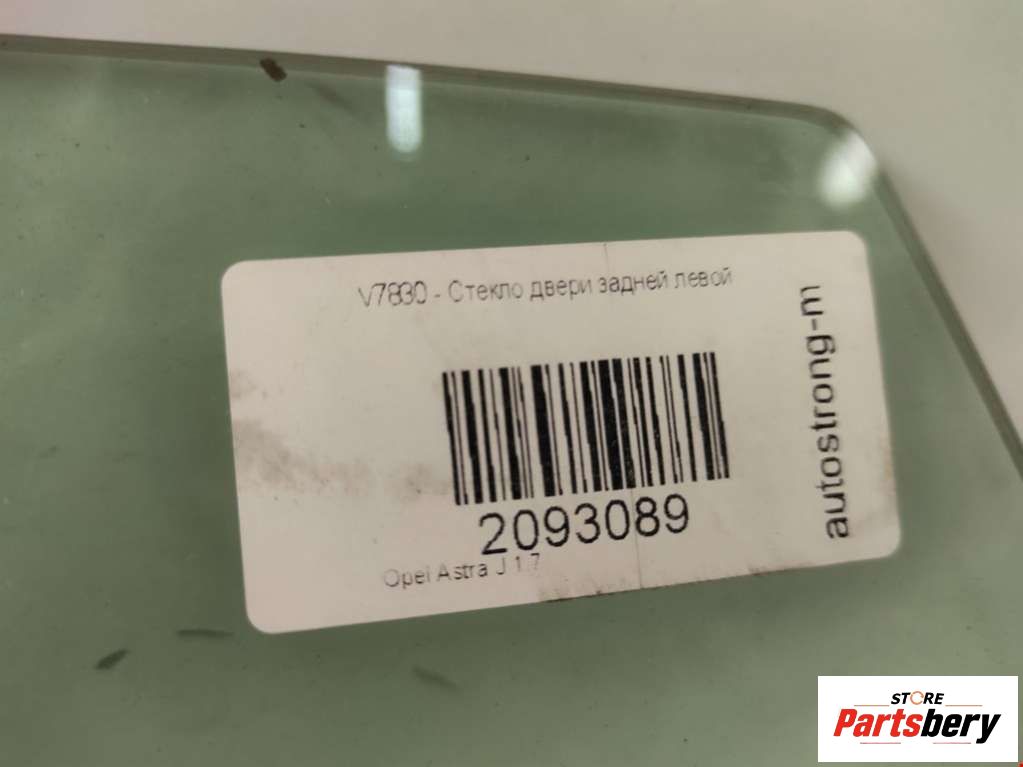 V7830 - Стекло двери задней левой
autostrong-m
2093089
Opel Astra J 1.7
STORE
Partsbery